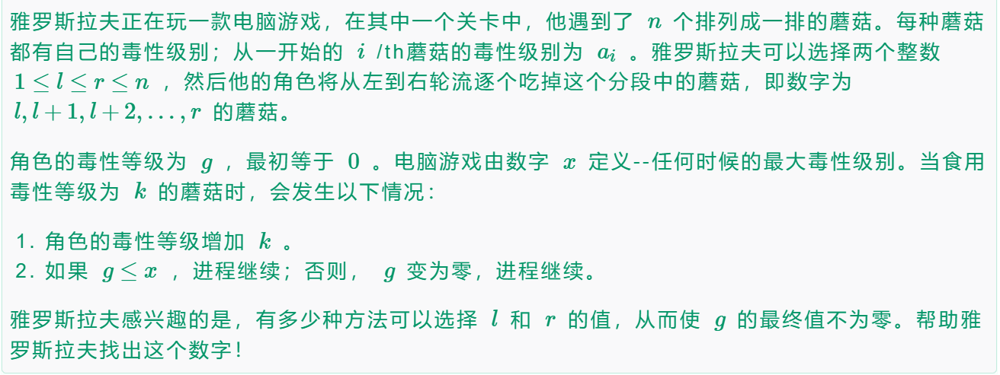 雅罗斯拉夫正在玩一款电脑游戏，在其中一个关卡中，他遇到了 n 个排列成一排的蘑菇。每种蘑菇
都有自己的毒性级别；从一开始的 i /th蘑菇的毒性级别为 aᵢ 。雅罗斯拉夫可以选择两个整数
1 ≤ l ≤ r ≤ n ，然后他的角色将从左到右轮流逐个吃掉这个分段中的蘑菇，即数字为
l, l + 1, l + 2, . . . , r 的蘑菇。
角色的毒性等级为 g ，最初等于 0 。电脑游戏由数字 x 定义--任何时候的最大毒性级别。当食用
毒性等级为 k 的蘑菇时，会发生以下情况：
1. 角色的毒性等级增加 k 。
2. 如果 g ≤ x ，进程继续；否则， g 变为零，进程继续。
雅罗斯拉夫感兴趣的是，有多少种方法可以选择 l 和 r 的值，从而使 g 的最终值不为零。帮助雅
罗斯拉夫找出这个数字！